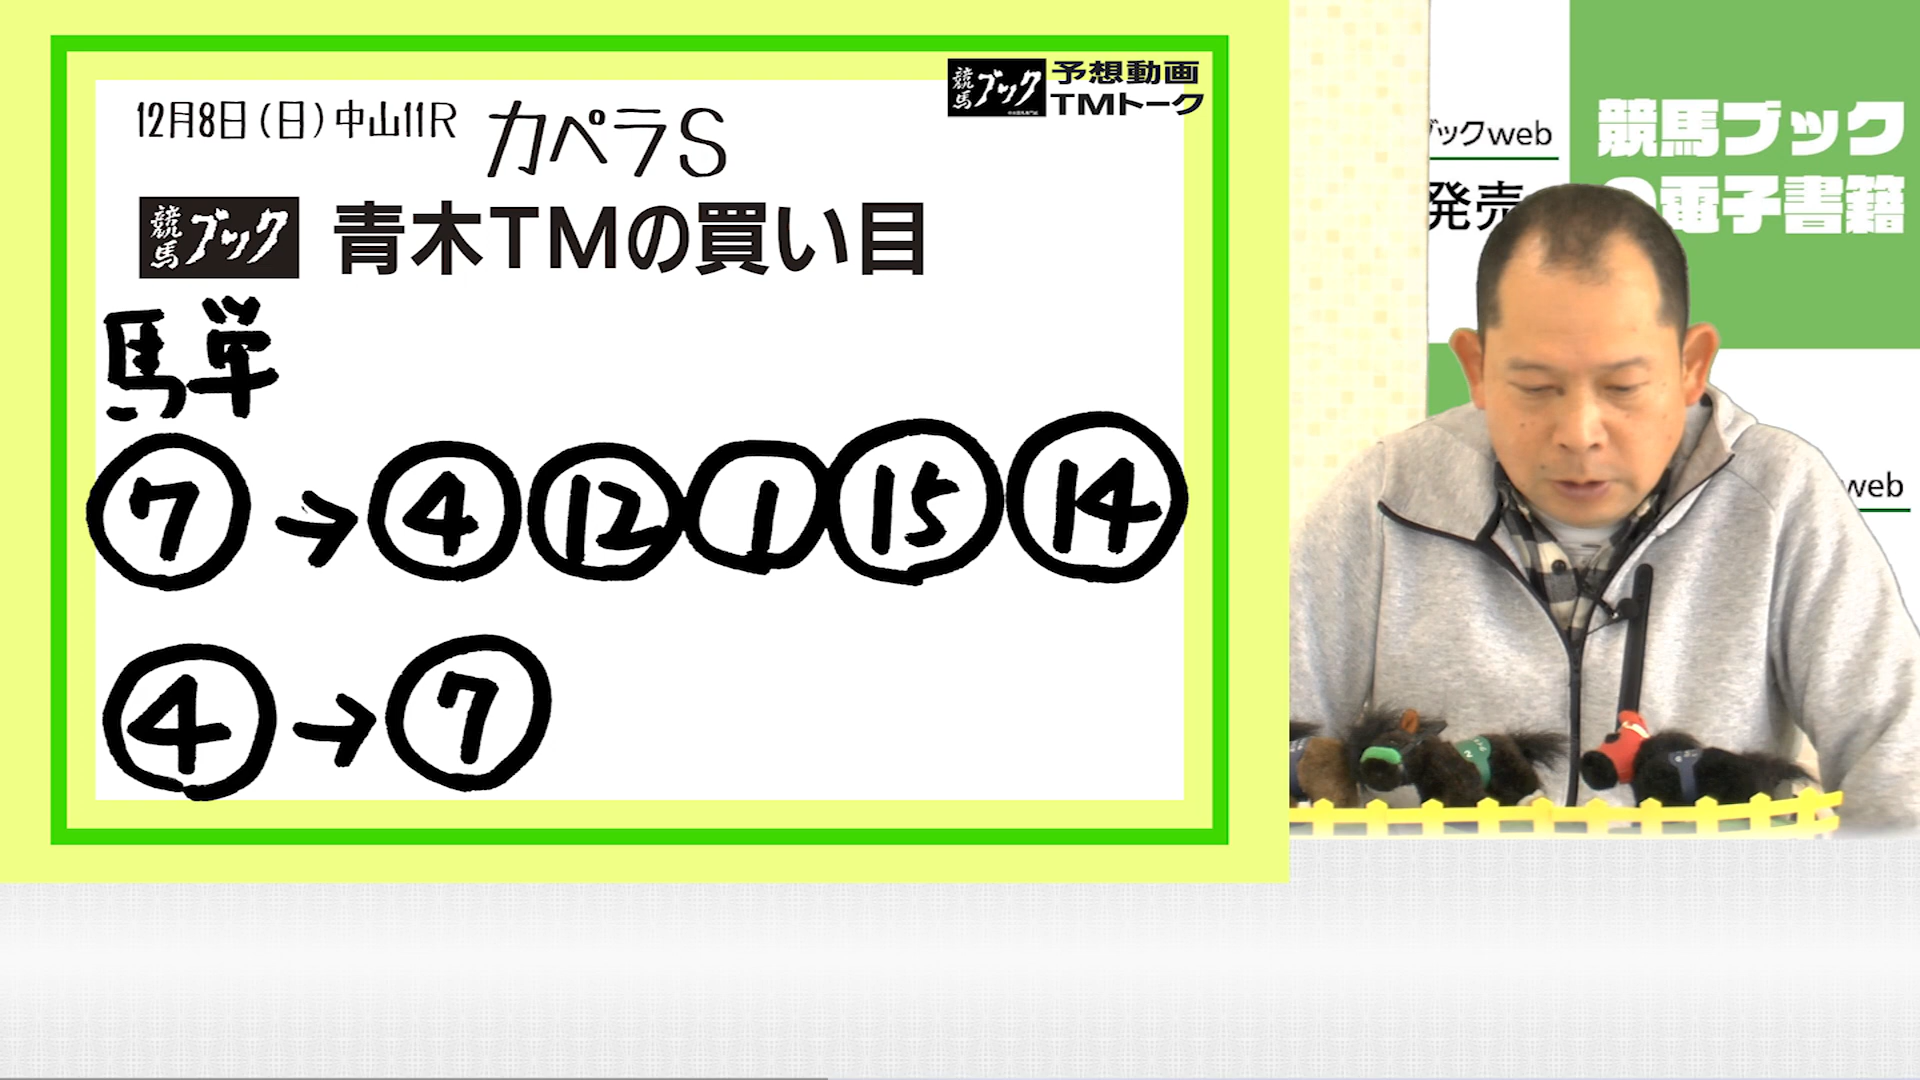 競馬ブック 予想動画
TMトーク
12月8日(日)中山11R カペラS
競馬ブック 青木TMの買い目
馬単
⑦→④⑫①⑮⑭
④→⑦
ブックweb
発売
競馬ブック
の電子書籍
web